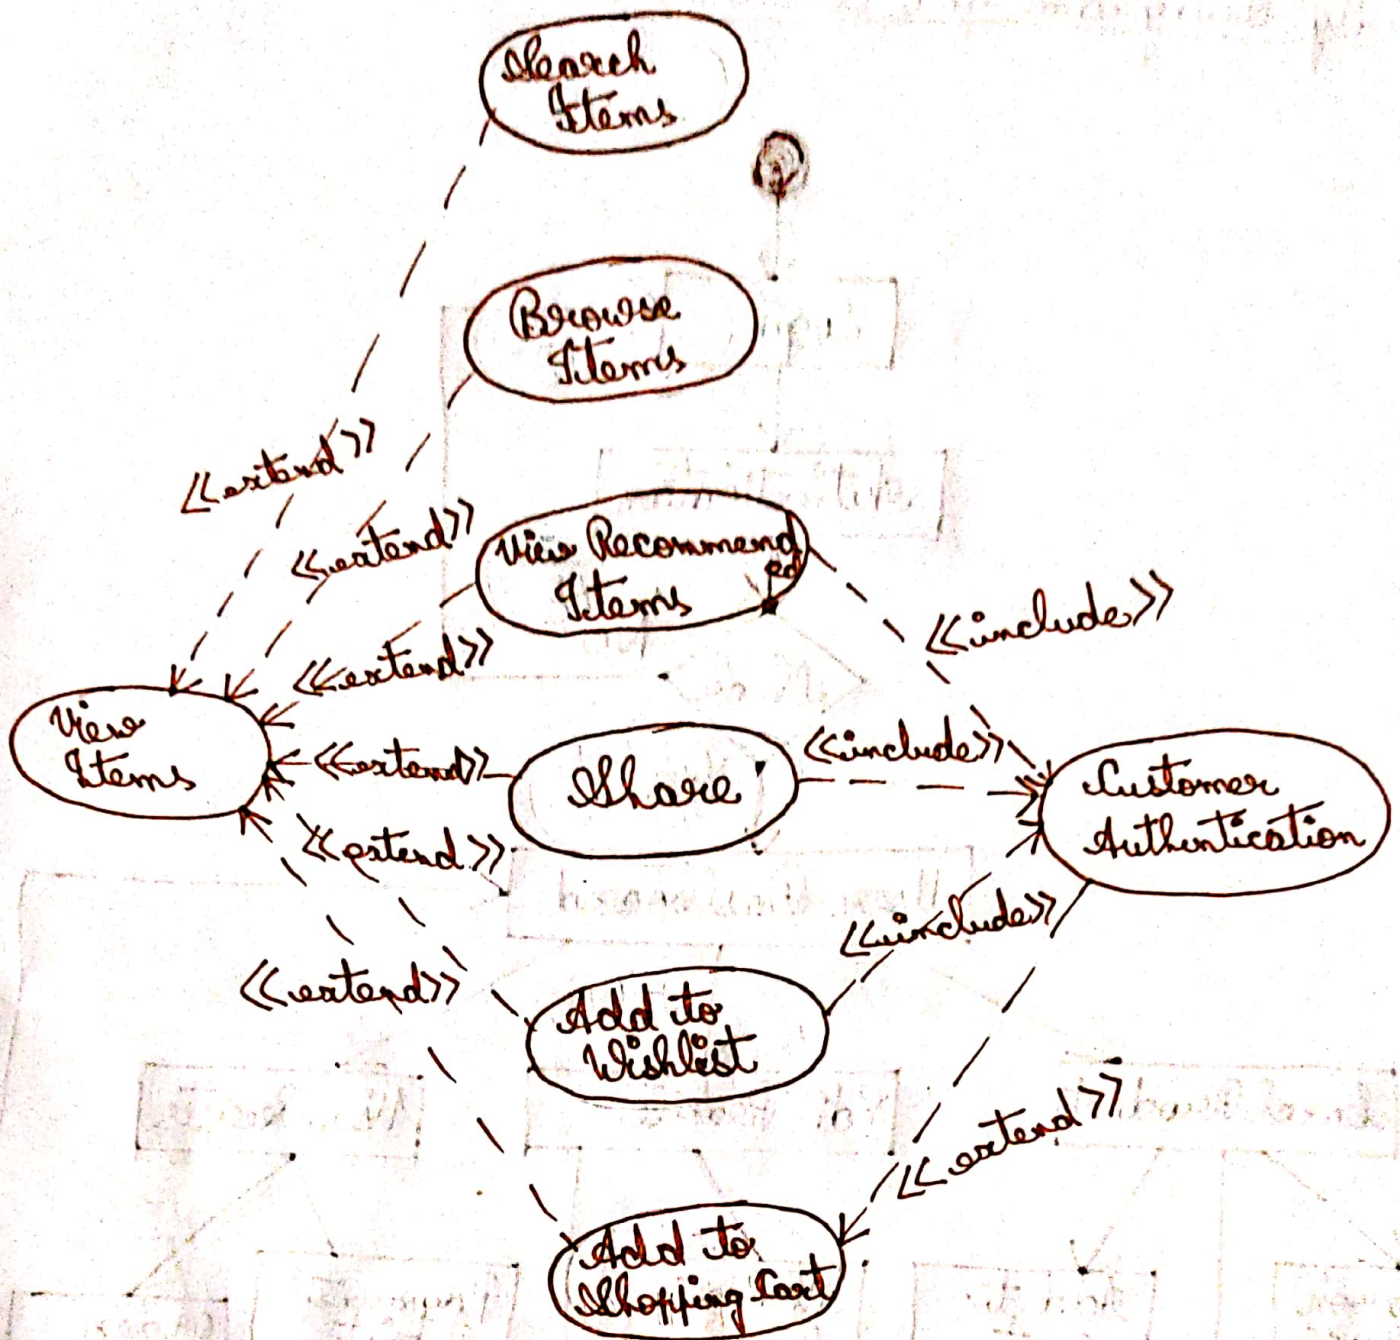 Search
Items
Browse
Items
<<extend>>
<<extend>>
View Recommend
ed
Items
<<include>>
<<extend>>
View
Items
<<extend>>
Share
<<include>>
Customer
Authentication
<<extend>>
<<include>>
<<extend>>
Add to
Wishlist
<<extend>>
Add to
Shopping Cart